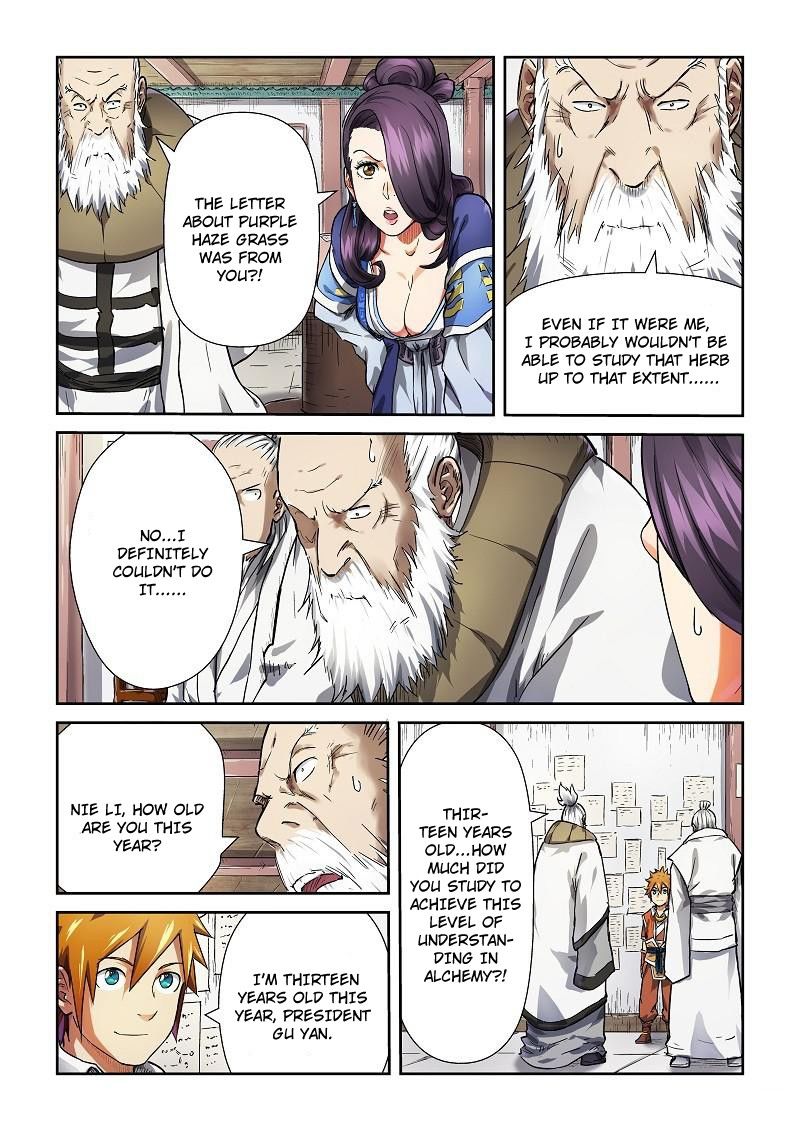 THE LETTER
ABOUT PURPLE
HAZE GRASS
WAS FROM
YOU?!
EVEN IF IT WERE ME,
I PROBABLY WOULDN'T BE
ABLE TO STUDY THAT HERB
UP TO THAT EXTENT......
NO...I
DEFINITELY
COULDN'T DO
IT......
NIE LI, HOW OLD
ARE YOU THIS
YEAR?
I'M THIRTEEN
YEARS OLD THIS
YEAR, PRESIDENT
GU YAN.
THIR-
TEEN YEARS
OLD...HOW
MUCH DID
YOU STUDY TO
ACHIEVE THIS
LEVEL OF
UNDERSTAN-
DING IN
ALCHEMY?!